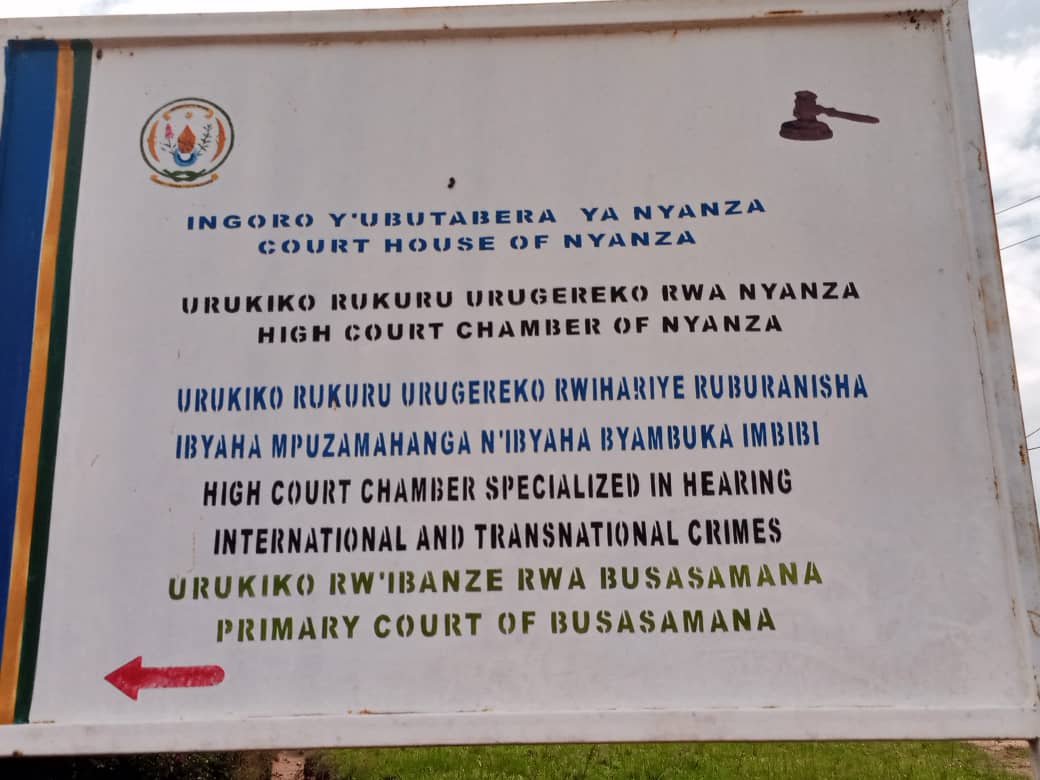 INGORO Y'UBUTABERA YA NYANZA
COURT HOUSE OF NYANZA
URUKIKO RUKURU URUGEREKO RWA NYANZA
HIGH COURT CHAMBER OF NYANZA
URUKIKO RUKURU URUGEREKO RWIHARIYE RUBURANISHA
IBYAHA MPUZAMAHANGA N'IBYAHA BYAMBUKA IMBIBI
HIGH COURT CHAMBER SPECIALIZED IN HEARING
INTERNATIONAL AND TRANSNATIONAL CRIMES
URUKIKO RW'IBANZE RWA BUSASAMANA
PRIMARY COURT OF BUSASAMANA